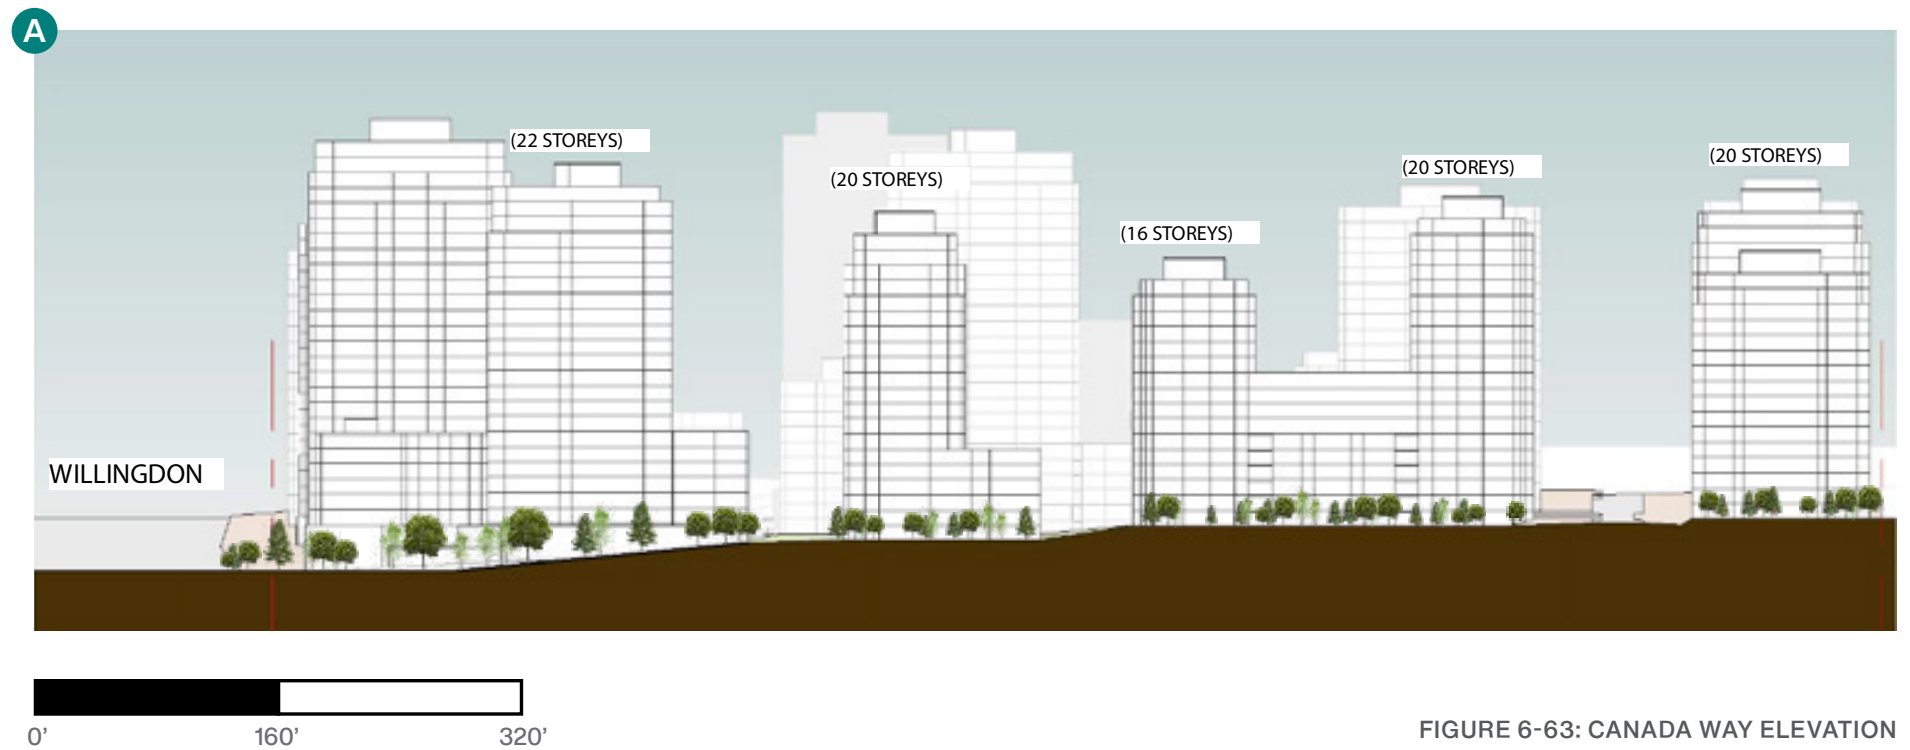 A
(22 STOREYS)
(20 STOREYS)
(16 STOREYS)
(20 STOREYS)
(20 STOREYS)
WILLINGDON
0' 160' 320'
FIGURE 6-63: CANADA WAY ELEVATION